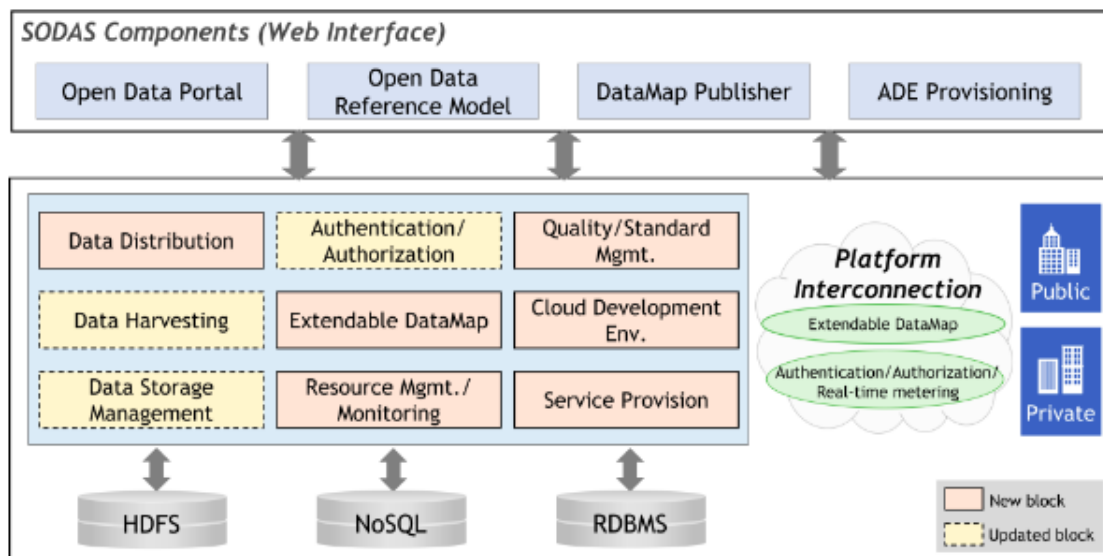 SODAS Components (Web Interface)
Open Data Portal
Open Data
Reference Model
DataMap Publisher
ADE Provisioning
Data Distribution
Authentication/
Authorization
Quality/Standard
Mgmt.
Data Harvesting
Extendable DataMap
Cloud Development
Env.
Data Storage
Management
Resource Mgmt./
Monitoring
Service Provision
Platform
Interconnection
Extendable DataMap
Authentication/Authorization/
Real-time metering
Public
Private
HDFS
NoSQL
RDBMS
New block
Updated block